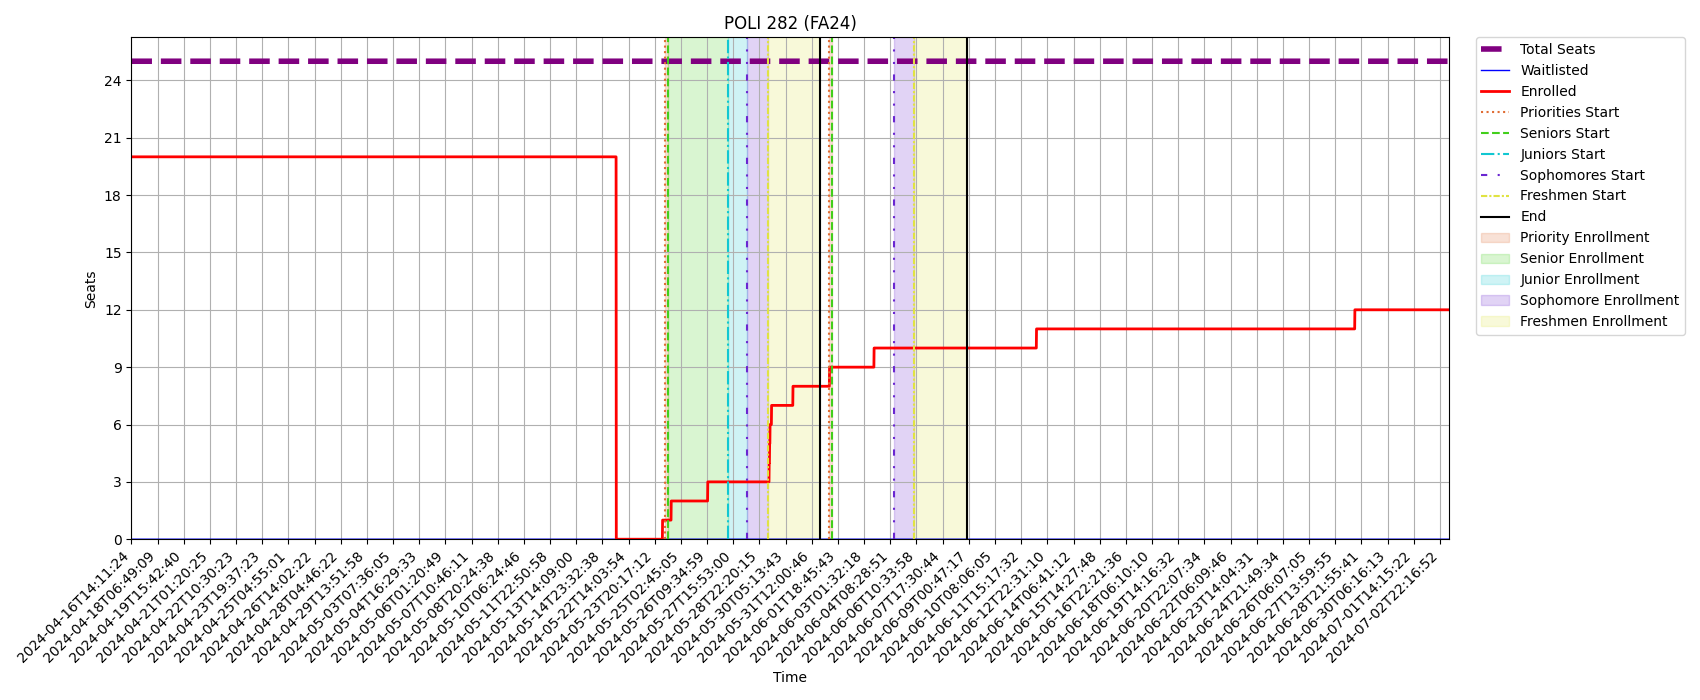 POLI 282 (FA24)
Total Seats
Waitlisted
Enrolled
Priorities Start
Seniors Start
Juniors Start
Sophomores Start
Freshmen Start
End
Priority Enrollment
Senior Enrollment
Junior Enrollment
Sophomore Enrollment
Freshmen Enrollment
Seats
24
21
18
15
12
9
6
3
0
2024-04-16T14:11:24
2024-04-18T06:49:09
2024-04-19T15:42:40
2024-04-21T01:20:25
2024-04-22T10:30:23
2024-04-23T19:37:23
2024-04-25T04:55:01
2024-04-26T14:02:22
2024-04-28T04:46:22
2024-04-29T13:51:58
2024-05-03T07:36:05
2024-05-04T16:29:33
2024-05-06T01:20:49
2024-05-07T10:46:11
2024-05-08T20:24:38
2024-05-10T06:24:46
2024-05-11T22:50:58
2024-05-13T14:09:00
2024-05-14T23:32:38
2024-05-22T14:03:54
2024-05-23T20:17:12
2024-05-25T02:45:05
2024-05-26T09:34:59
2024-05-27T15:53:00
2024-05-28T22:20:15
2024-05-30T05:13:43
2024-05-31T12:00:46
2024-06-01T18:45:43
2024-06-03T01:32:18
2024-06-04T08:28:51
2024-06-06T10:33:58
2024-06-07T17:30:44
2024-06-09T00:47:17
2024-06-10T08:06:05
2024-06-11T15:17:32
2024-06-12T22:31:10
2024-06-14T06:41:12
2024-06-15T14:27:48
2024-06-16T22:21:36
2024-06-18T06:10:10
2024-06-19T14:16:32
2024-06-20T22:07:34
2024-06-22T06:09:46
2024-06-23T14:04:31
2024-06-24T21:49:34
2024-06-26T06:07:05
2024-06-27T13:59:55
2024-06-28T21:55:41
2024-06-30T06:16:13
2024-07-01T14:15:22
2024-07-02T22:16:52
Time